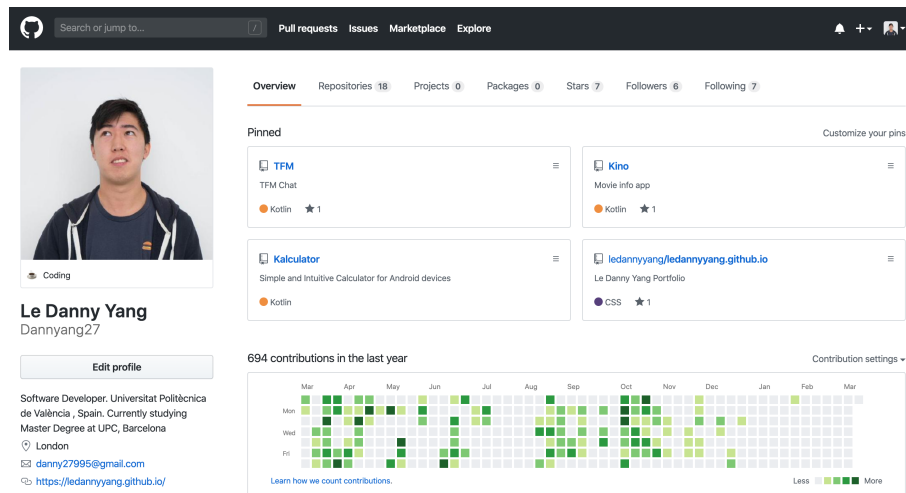 Search or jump to... /
Pull requests Issues Marketplace Explore
Overview Repositories 18 Projects 0 Packages 0 Stars 7 Followers 6 Following 7
Pinned
Customize your pins
TFM
TFM Chat
Kotlin 1
Kino
Movie info app
Kotlin 1
Kalculator
Simple and Intuitive Calculator for Android devices
Kotlin
ledannyyang/ledannyyang.github.io
Le Danny Yang Portfolio
CSS 1
Coding
Le Danny Yang
Dannyang27
Edit profile
Software Developer. Universitat Politècnica
de València , Spain. Currently studying
Master Degree at UPC, Barcelona
London
danny27995@gmail.com
https://ledannyyang.github.io/
694 contributions in the last year
Contribution settings
Mar Apr May Jun Jul Aug Sep Oct Nov Dec Jan Feb Mar
Mon
Wed
Fri
Learn how we count contributions.
Less More